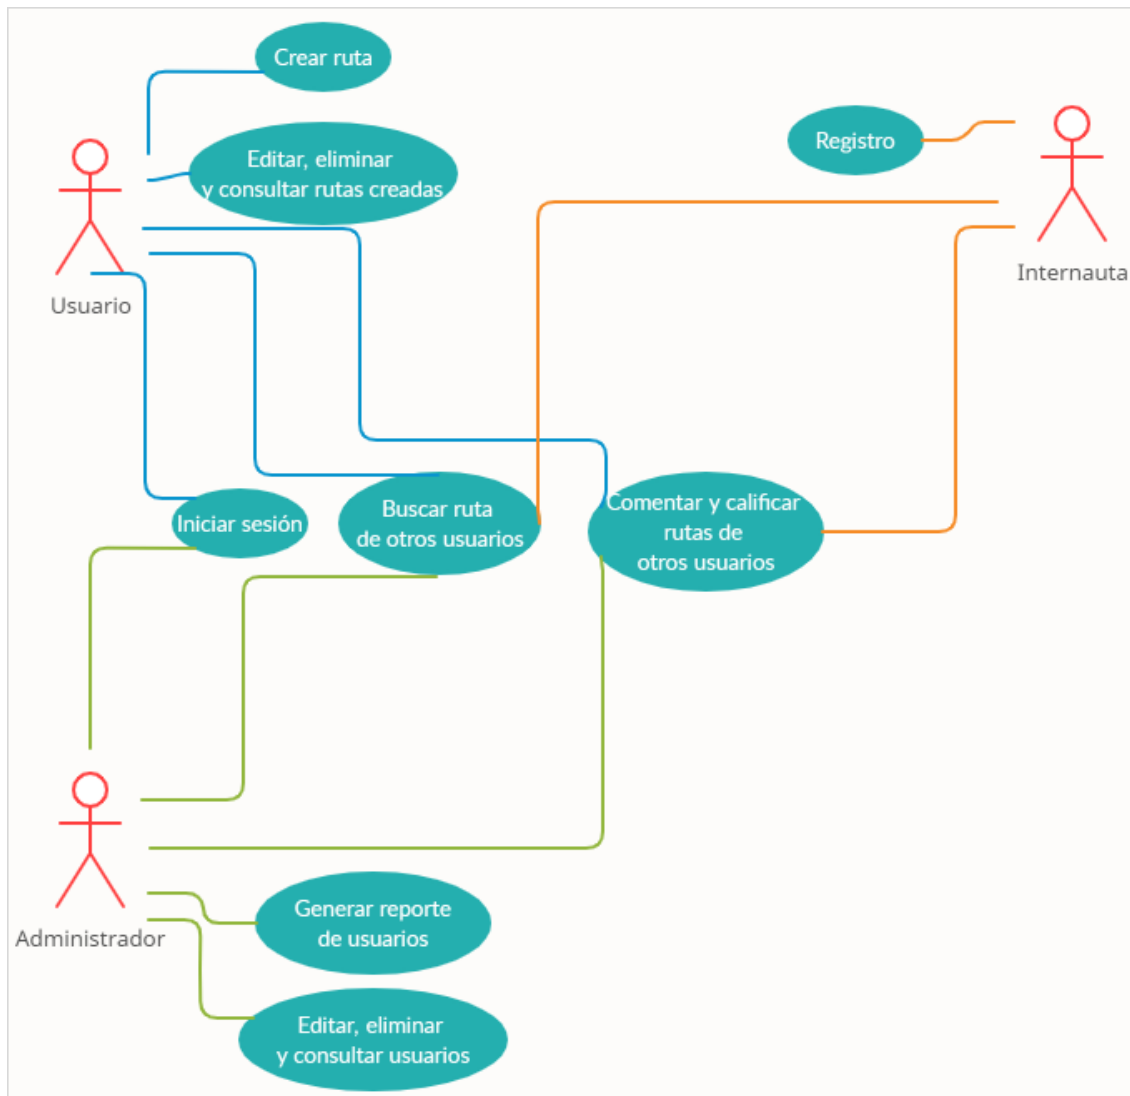 Crear ruta
Registro
Editar, eliminar
y consultar rutas creadas
Internauta
Usuario
Iniciar sesión
Buscar ruta
de otros usuarios
Comentar y calificar
rutas de
otros usuarios
Administrador
Generar reporte
de usuarios
Editar, eliminar
y consultar usuarios